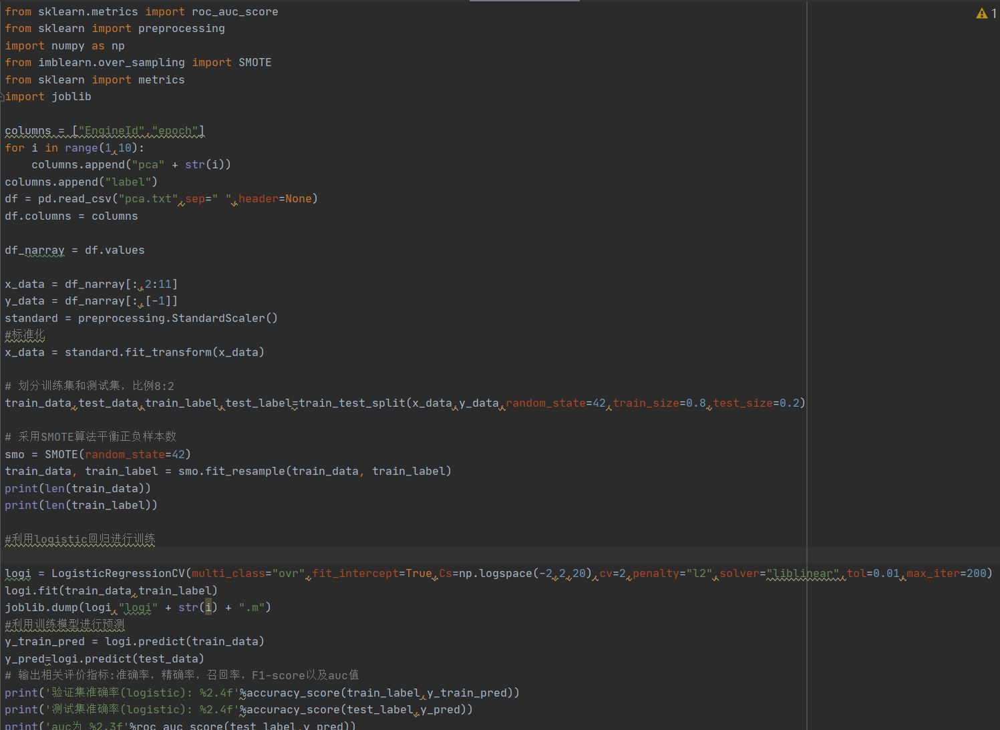 from sklearn.metrics import roc_auc_score
from sklearn import preprocessing
import numpy as np
from imblearn.over_sampling import SMOTE
from sklearn import metrics
import joblib
columns = ["EngineId","epoch"]
for i in range(1,10):
    columns.append("pca" + str(i))
columns.append("label")
df = pd.read_csv("pca.txt",sep=" ",header=None)
df.columns = columns
df_narray = df.values
x_data = df_narray[:,2:11]
y_data = df_narray[:,[-1]]
standard = preprocessing.StandardScaler()
#标准化
x_data = standard.fit_transform(x_data)
# 划分训练集和测试集，比例8:2
train_data,test_data,train_label,test_label=train_test_split(x_data,y_data,random_state=42,train_size=0.8,test_size=0.2)
# 采用SMOTE算法平衡正负样本数
smo = SMOTE(random_state=42)
train_data, train_label = smo.fit_resample(train_data, train_label)
print(len(train_data))
print(len(train_label))
#利用logistic回归进行训练
logi = LogisticRegressionCV(multi_class="ovr",fit_intercept=True,Cs=np.logspace(-2,2,20),cv=2,penalty="l2",solver="liblinear",tol=0.01,max_iter=200)
logi.fit(train_data,train_label)
joblib.dump(logi,"logi" + str(i) + ".m")
#利用训练模型进行预测
y_train_pred = logi.predict(train_data)
y_pred=logi.predict(test_data)
# 输出相关评价指标:准确率，精确率，召回率，F1-score以及auc值
print('验证集准确率(logistic): %2.4f'%accuracy_score(train_label,y_train_pred))
print('测试集准确率(logistic): %2.4f'%accuracy_score(test_label,y_pred))
print('auc为 %2.3f'%roc_auc_score(test_label,y_pred))
1